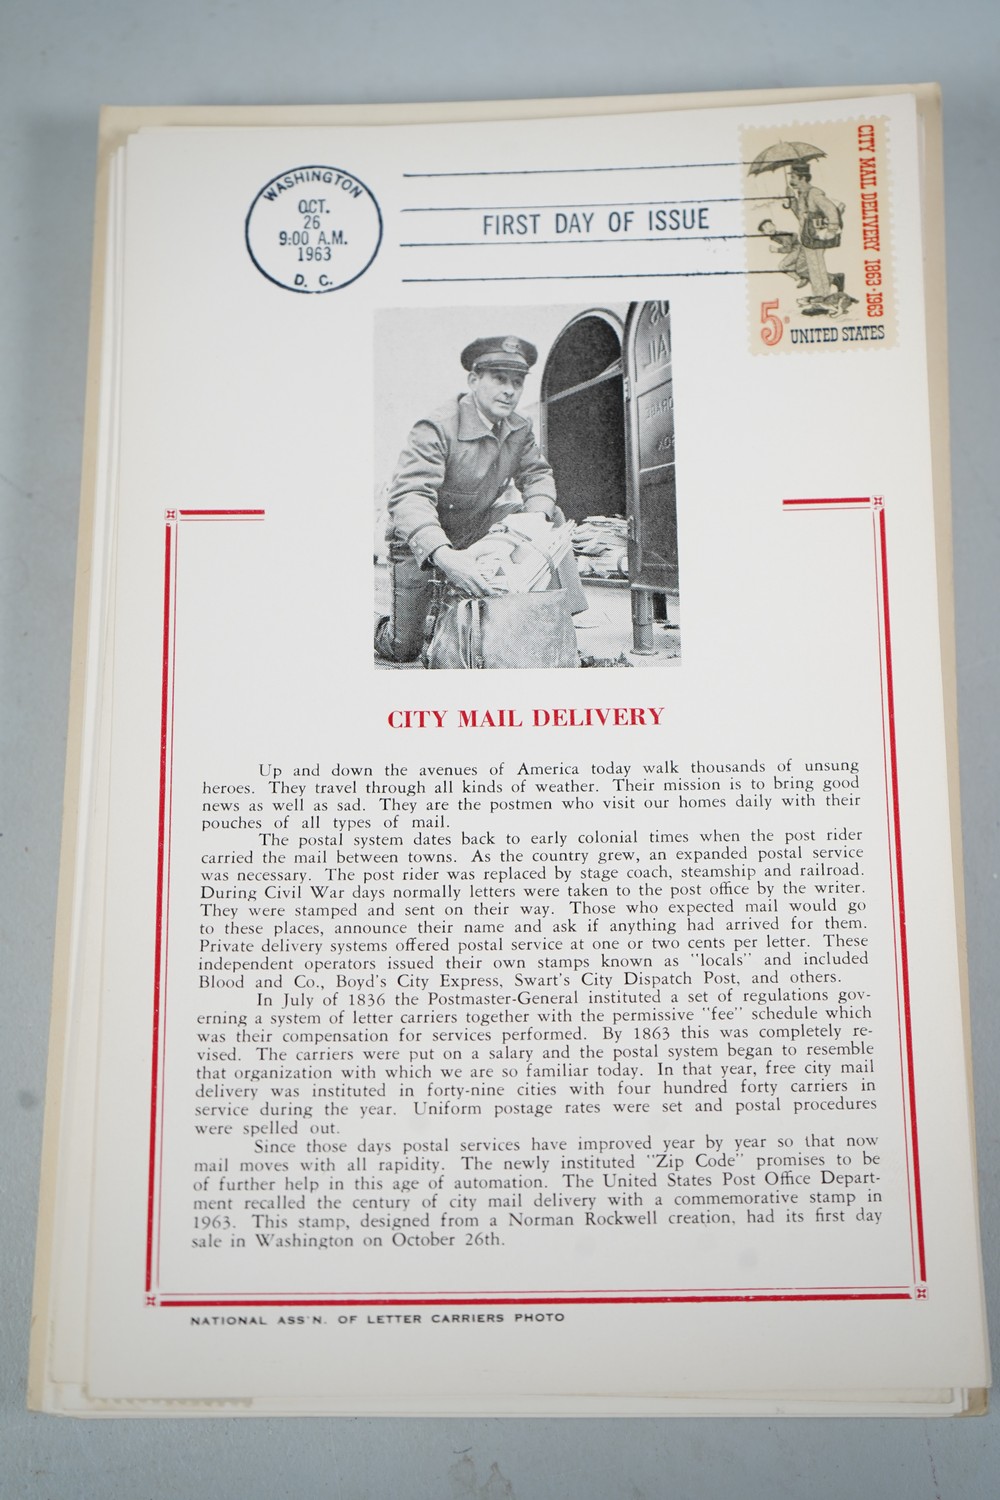 WASHINGTON
OCT.
26
9:00 A.M.
1963
D. C.
FIRST DAY OF ISSUE
CITY MAIL DELIVERY 1863·1963
5¢
UNITED STATES
CITY MAIL DELIVERY
Up and down the avenues of America today walk thousands of unsung
heroes. They travel through all kinds of weather. Their mission is to bring good
news as well as sad. They are the postmen who visit our homes daily with their
pouches of all types of mail.
The postal system dates back to early colonial times when the post rider
carried the mail between towns. As the country grew, an expanded postal service
was necessary. The post rider was replaced by stage coach, steamship and railroad.
During Civil War days normally letters were taken to the post office by the writer.
They were stamped and sent on their way. Those who expected mail would go
to these places, announce their name and ask if anything had arrived for them.
Private delivery systems offered postal service at one or two cents per letter. These
independent operators issued their own stamps known as "locals" and included
Blood and Co., Boyd's City Express, Swart's City Dispatch Post, and others.
In July of 1836 the Postmaster-General instituted a set of regulations gov-
erning a system of letter carriers together with the permissive "fee" schedule which
was their compensation for services performed. By 1863 this was completely re-
vised. The carriers were put on a salary and the postal system began to resemble
that organization with which we are so familiar today. In that year, free city mail
delivery was instituted in forty-nine cities with four hundred forty carriers in
service during the year. Uniform postage rates were set and postal procedures
were spelled out.
Since those days postal services have improved year by year so that now
mail moves with all rapidity. The newly instituted "Zip Code" promises to be
of further help in this age of automation. The United States Post Office Depart-
ment recalled the century of city mail delivery with a commemorative stamp in
1963. This stamp, designed from a Norman Rockwell creation, had its first day
sale in Washington on October 26th.
NATIONAL ASS'N. OF LETTER CARRIERS PHOTO